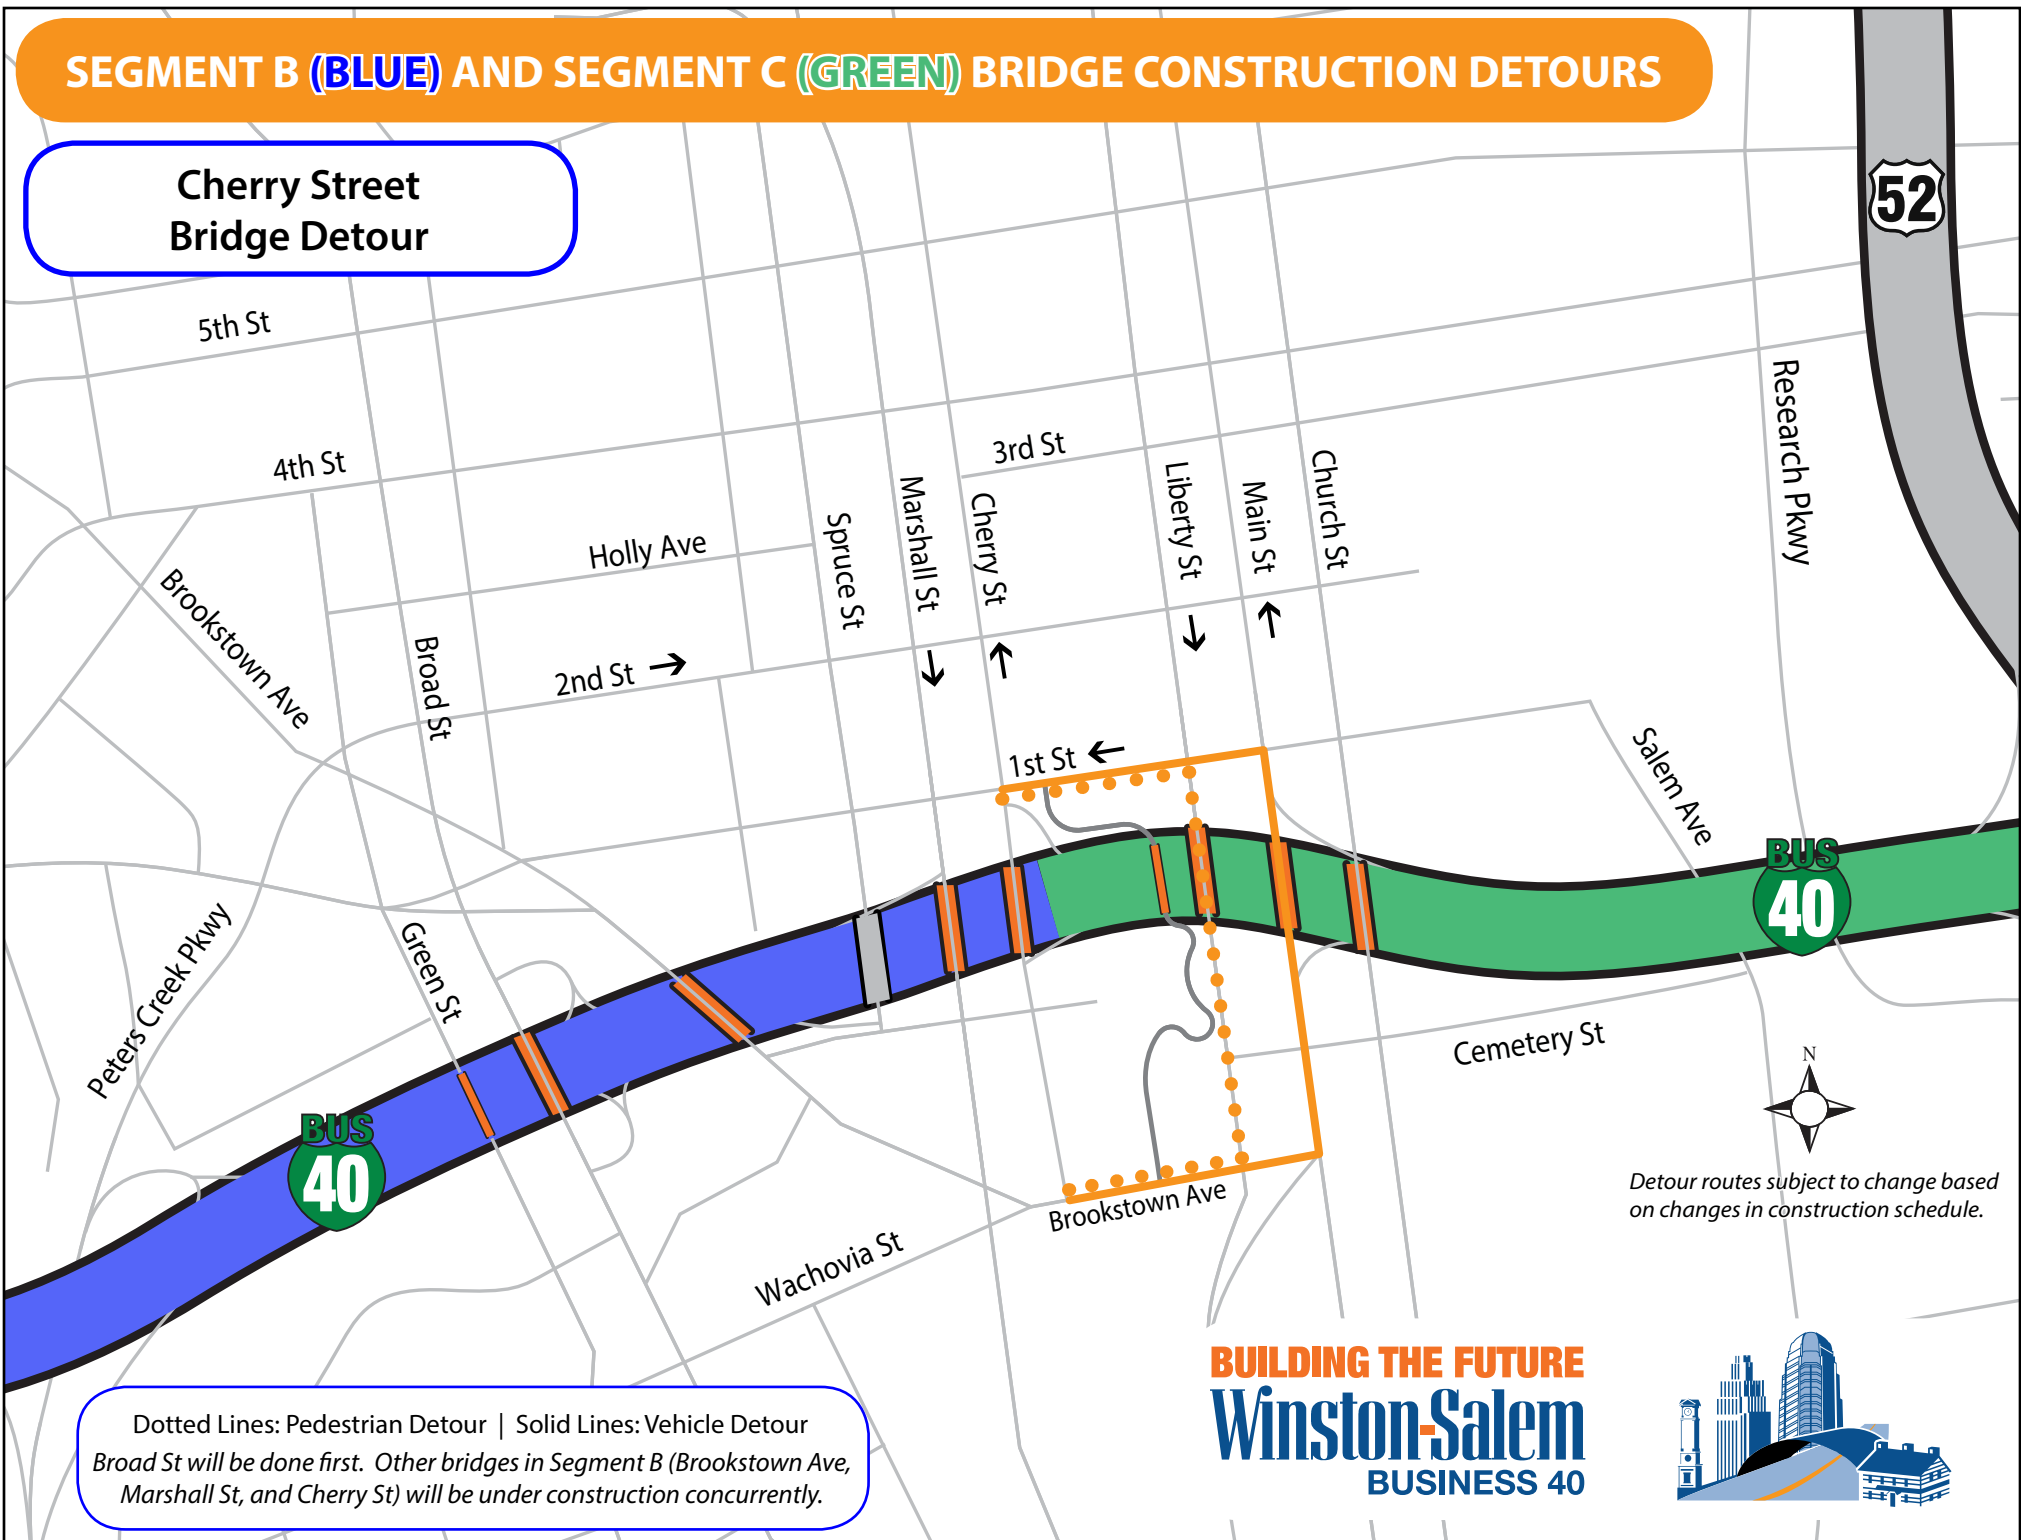 SEGMENT B (BLUE) AND SEGMENT C (GREEN) BRIDGE CONSTRUCTION DETOURS
Cherry Street
Bridge Detour
52
5th St
4th St
3rd St
Holly Ave
2nd St
1st St
Brookstown Ave
Broad St
Spruce St
Marshall St
Cherry St
Liberty St
Main St
Church St
Research Pkwy
Salem Ave
Peters Creek Pkwy
Green St
BUS
40
BUS
40
Cemetery St
N
Brookstown Ave
Wachovia St
Detour routes subject to change based
on changes in construction schedule.
Dotted Lines: Pedestrian Detour | Solid Lines: Vehicle Detour
Broad St will be done first. Other bridges in Segment B (Brookstown Ave,
Marshall St, and Cherry St) will be under construction concurrently.
BUILDING THE FUTURE
Winston-Salem
BUSINESS 40